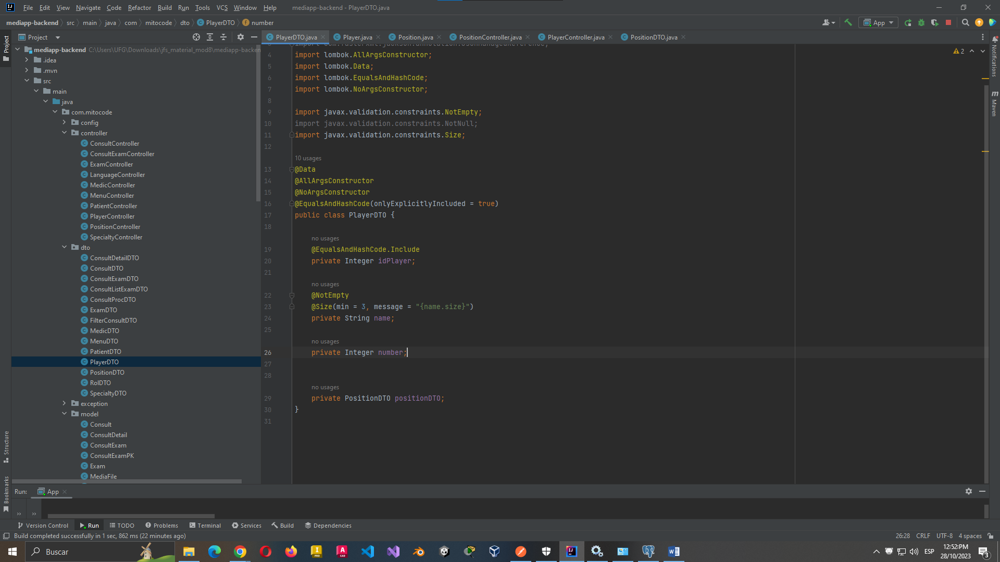 File Edit View Navigate Code Refactor Build Run Tools VCS Window Help mediapp-backend - PlayerDTO.java
mediapp-backend src main java com mitocode dto PlayerDTO number App
Project PlayerDTO.java Player.java Position.java PositionController.java PlayerController.java PositionDTO.java
Project
Structure
Bookmarks
mediapp-backend C:\Users\UFG\Downloads\jfs_material_mod8\mediapp-backen
.idea
.mvn
src
main
java
com.mitocode
config
controller
ConsultController
ConsultExamController
ExamController
LanguageController
MedicController
MenuController
PatientController
PlayerController
PositionController
SpecialtyController
dto
ConsultDetailDTO
ConsultDTO
ConsultExamDTO
ConsultListExamDTO
ConsultProcDTO
ExamDTO
FilterConsultDTO
MedicDTO
MenuDTO
PatientDTO
PlayerDTO
PositionDTO
RolDTO
SpecialtyDTO
exception
model
Consult
ConsultDetail
ConsultExam
ConsultExamPK
Exam
MediaFile
3 import com.fasterxml.jackson.annotation.JsonManagedReference;
4 import lombok.AllArgsConstructor;
5 import lombok.Data;
6 import lombok.EqualsAndHashCode;
7 import lombok.NoArgsConstructor;
8
9 import javax.validation.constraints.NotEmpty;
10 import javax.validation.constraints.NotNull;
11 import javax.validation.constraints.Size;
12
10 usages
13 @Data
14 @AllArgsConstructor
15 @NoArgsConstructor
16 @EqualsAndHashCode(onlyExplicitlyIncluded = true)
17 public class PlayerDTO {
18
no usages
19 @EqualsAndHashCode.Include
20 private Integer idPlayer;
21
no usages
22 @NotEmpty
23 @Size(min = 3, message = "{name.size}")
24 private String name;
25
no usages
26 private Integer number;
27
28
no usages
29 private PositionDTO positionDTO;
30 }
31
2
Notifications
m Maven
Run: App
Version Control Run TODO Problems Terminal Services Build Dependencies
Build completed successfully in 1 sec, 862 ms (22 minutes ago) 26:28 CRLF UTF-8 4 spaces
Buscar ESP 12:52:PM
28/10/2023 3